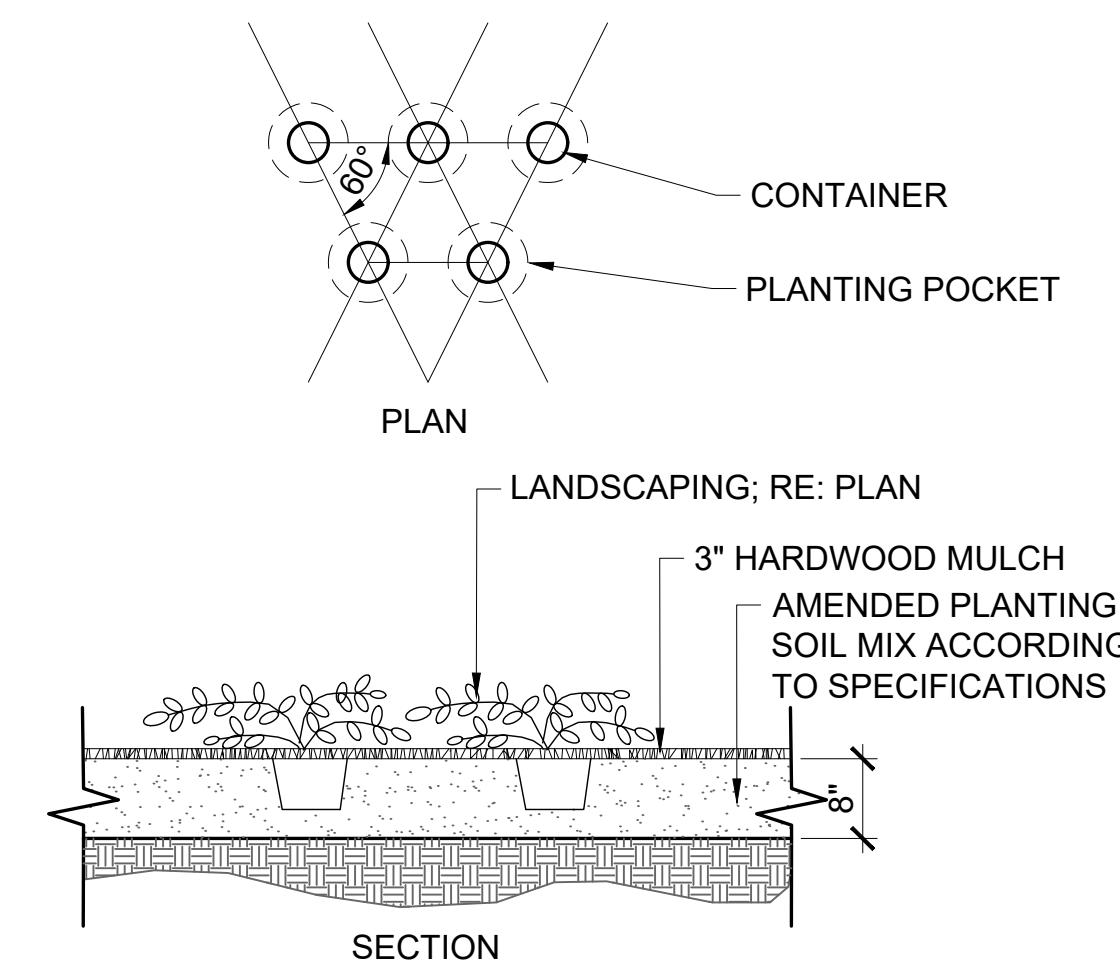 60°
CONTAINER
PLANTING POCKET
PLAN
LANDSCAPING; RE: PLAN
3" HARDWOOD MULCH
AMENDED PLANTING
SOIL MIX ACCORDING
TO SPECIFICATIONS
8"
SECTION